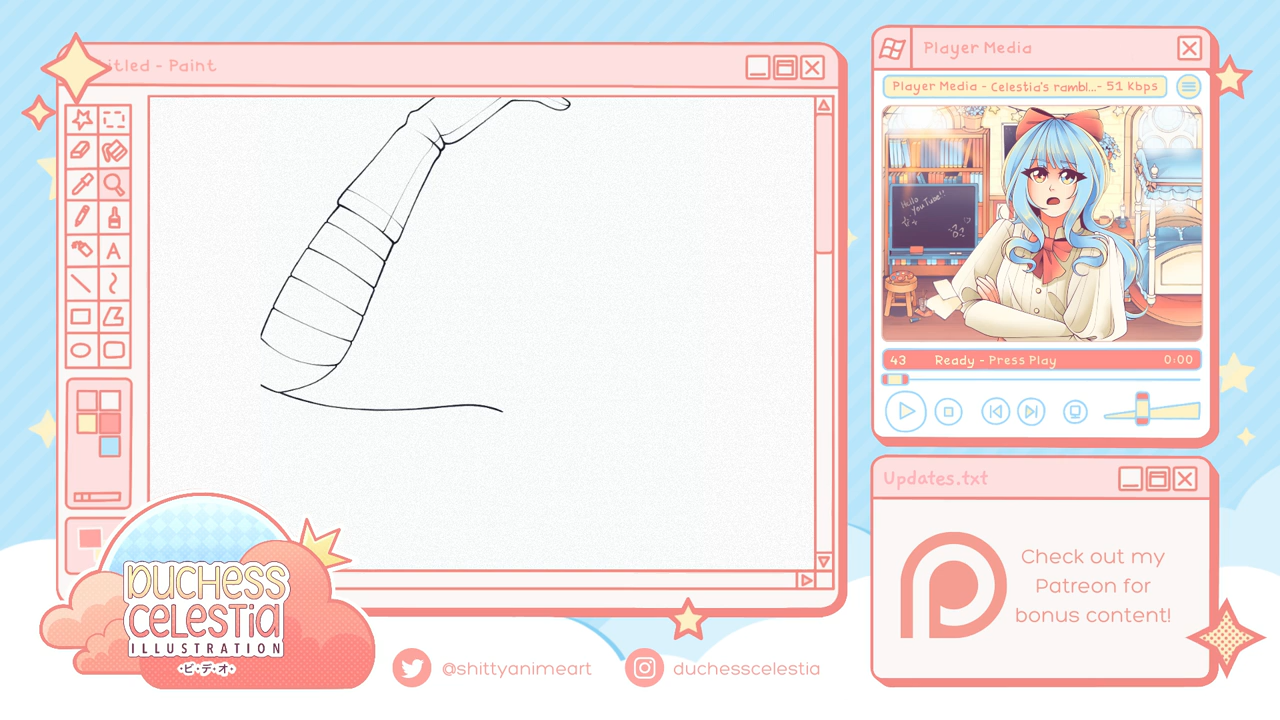 itled - Paint
A
Player Media
Player Media - Celestia's rambl...- 51 Kbps
Hello
YouTube!!
43 Ready - Press Play 0:00
Updates.txt
Check out my
Patreon for
bonus content!
DUCHESS
CELESTIA
ILLUSTRATION
·ビ·デ·オ·
@shittyanimeart
duchesscelestia